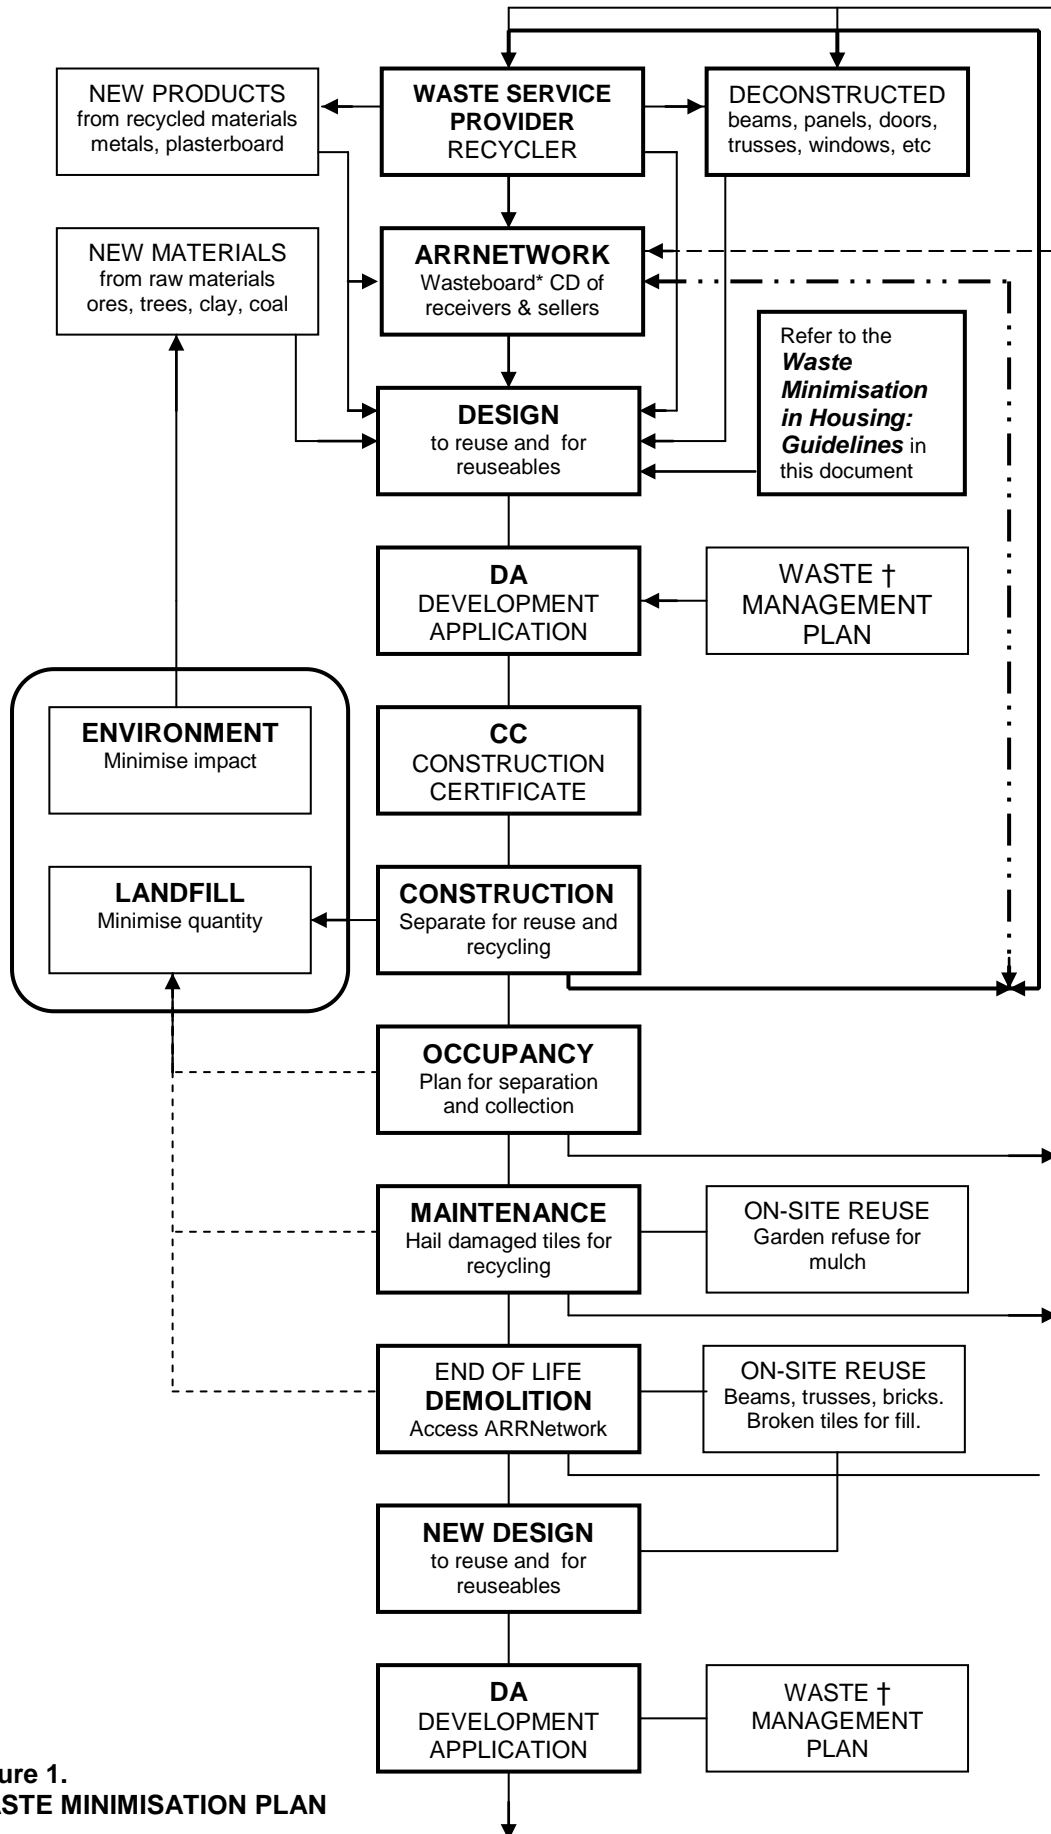 NEW PRODUCTS
from recycled materials
metals, plasterboard
WASTE SERVICE
PROVIDER
RECYCLER
DECONSTRUCTED
beams, panels, doors,
trusses, windows, etc
NEW MATERIALS
from raw materials
ores, trees, clay, coal
ARRNETWORK
Wasteboard* CD of
receivers & sellers
Refer to the
Waste
Minimisation
in Housing:
Guidelines in
this document
DESIGN
to reuse and  for
reuseables
DA
DEVELOPMENT
APPLICATION
WASTE †
MANAGEMENT
PLAN
ENVIRONMENT
Minimise impact
CC
CONSTRUCTION
CERTIFICATE
LANDFILL
Minimise quantity
CONSTRUCTION
Separate for reuse and
recycling
OCCUPANCY
Plan for separation
and collection
MAINTENANCE
Hail damaged tiles for
recycling
ON-SITE REUSE
Garden refuse for
mulch
END OF LIFE
DEMOLITION
Access ARRNetwork
ON-SITE REUSE
Beams, trusses, bricks.
Broken tiles for fill.
NEW DESIGN
to reuse and  for
reuseables
DA
DEVELOPMENT
APPLICATION
WASTE †
MANAGEMENT
PLAN
ure 1.
ASTE MINIMISATION PLAN